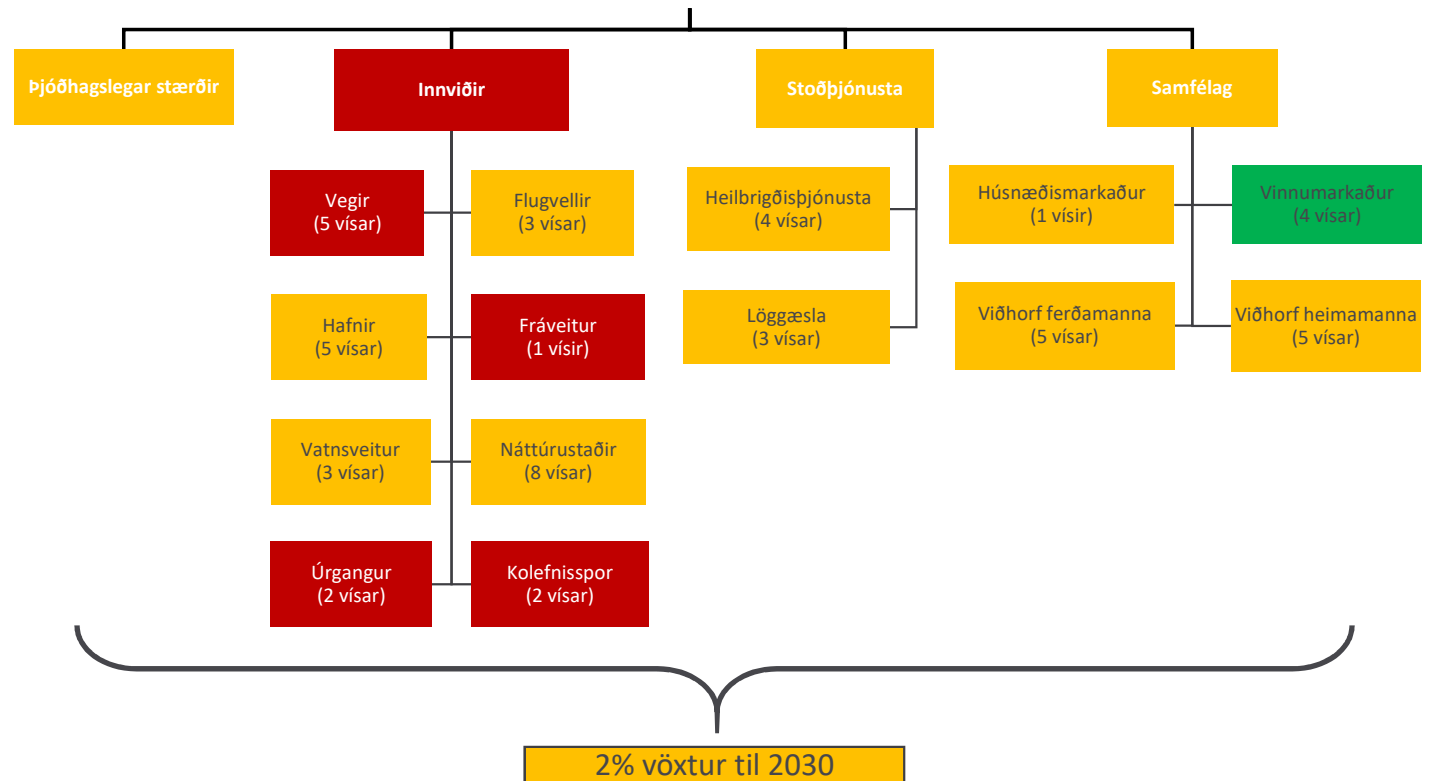 Þjóðhagslegar stærðir
Innviðir
Stoðþjónusta
Samfélag
Vegir
(5 vísar)
Flugvellir
(3 vísar)
Heilbrigðisþjónusta
(4 vísar)
Húsnæðismarkaður
(1 vísir)
Vinnumarkaður
(4 vísar)
Hafnir
(5 vísar)
Fráveitur
(1 vísir)
Löggæsla
(3 vísar)
Viðhorf ferðamanna
(5 vísar)
Viðhorf heimamanna
(5 vísar)
Vatnsveitur
(3 vísar)
Náttúrustaðir
(8 vísar)
Úrgangur
(2 vísar)
Kolefnisspor
(2 vísar)
2% vöxtur til 2030